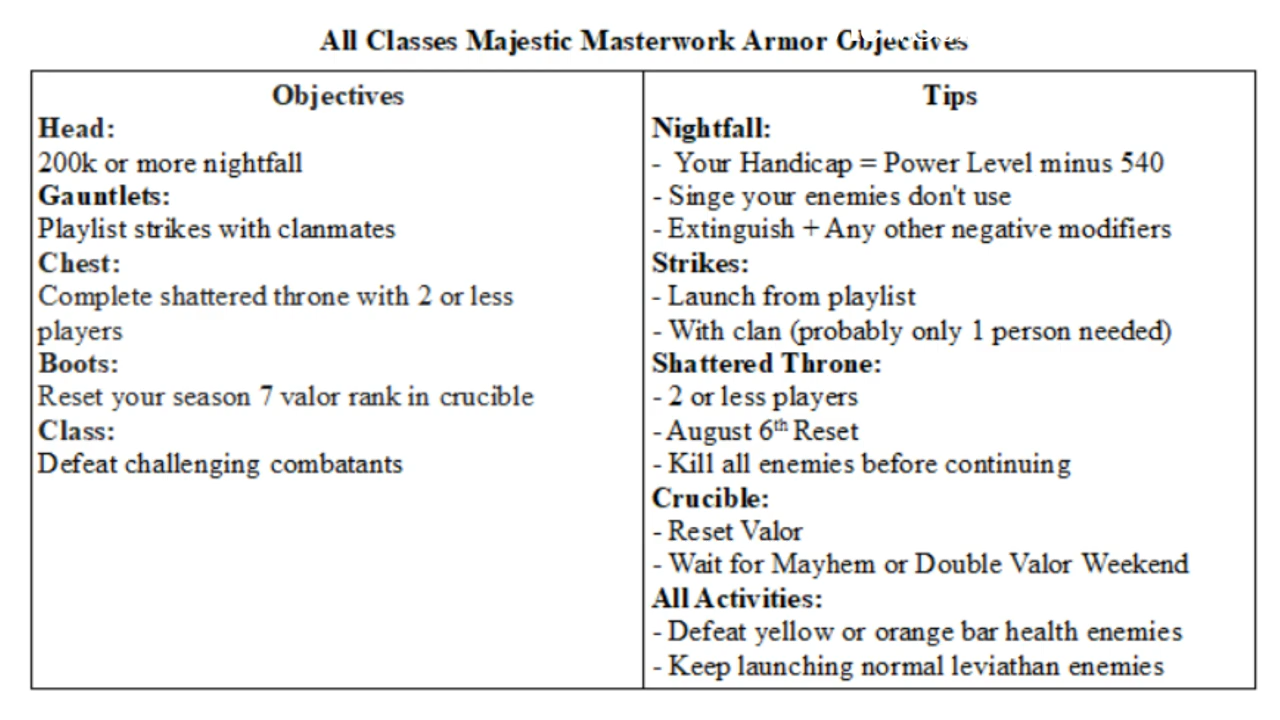 All Classes Majestic Masterwork Armor Objectives
Objectives
Head:
200k or more nightfall
Gauntlets:
Playlist strikes with clanmates
Chest:
Complete shattered throne with 2 or less
players
Boots:
Reset your season 7 valor rank in crucible
Class:
Defeat challenging combatants
Tips
Nightfall:
- Your Handicap = Power Level minus 540
- Singe your enemies don't use
- Extinguish + Any other negative modifiers
Strikes:
- Launch from playlist
- With clan (probably only 1 person needed)
Shattered Throne:
- 2 or less players
- August 6th Reset
- Kill all enemies before continuing
Crucible:
- Reset Valor
- Wait for Mayhem or Double Valor Weekend
All Activities:
- Defeat yellow or orange bar health enemies
- Keep launching normal leviathan enemies